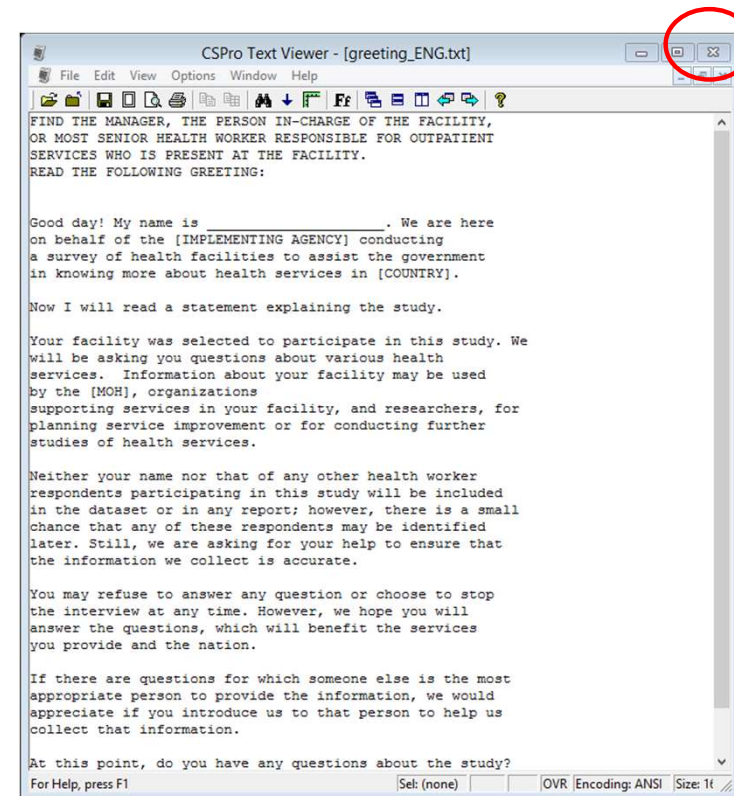 CSPro Text Viewer - [greeting_ENG.txt]
File Edit View Options Window Help
FIND THE MANAGER, THE PERSON IN-CHARGE OF THE FACILITY,
OR MOST SENIOR HEALTH WORKER RESPONSIBLE FOR OUTPATIENT
SERVICES WHO IS PRESENT AT THE FACILITY.
READ THE FOLLOWING GREETING:
Good day! My name is ______________________. We are here
on behalf of the [IMPLEMENTING AGENCY] conducting
a survey of health facilities to assist the government
in knowing more about health services in [COUNTRY].
Now I will read a statement explaining the study.
Your facility was selected to participate in this study. We
will be asking you questions about various health
services.  Information about your facility may be used
by the [MOH], organizations
supporting services in your facility, and researchers, for
planning service improvement or for conducting further
studies of health services.
Neither your name nor that of any other health worker
respondents participating in this study will be included
in the dataset or in any report; however, there is a small
chance that any of these respondents may be identified
later. Still, we are asking for your help to ensure that
the information we collect is accurate.
You may refuse to answer any question or choose to stop
the interview at any time. However, we hope you will
answer the questions, which will benefit the services
you provide and the nation.
If there are questions for which someone else is the most
appropriate person to provide the information, we would
appreciate if you introduce us to that person to help us
collect that information.
At this point, do you have any questions about the study?
For Help, press F1 Sel: (none) OVR Encoding: ANSI Size: